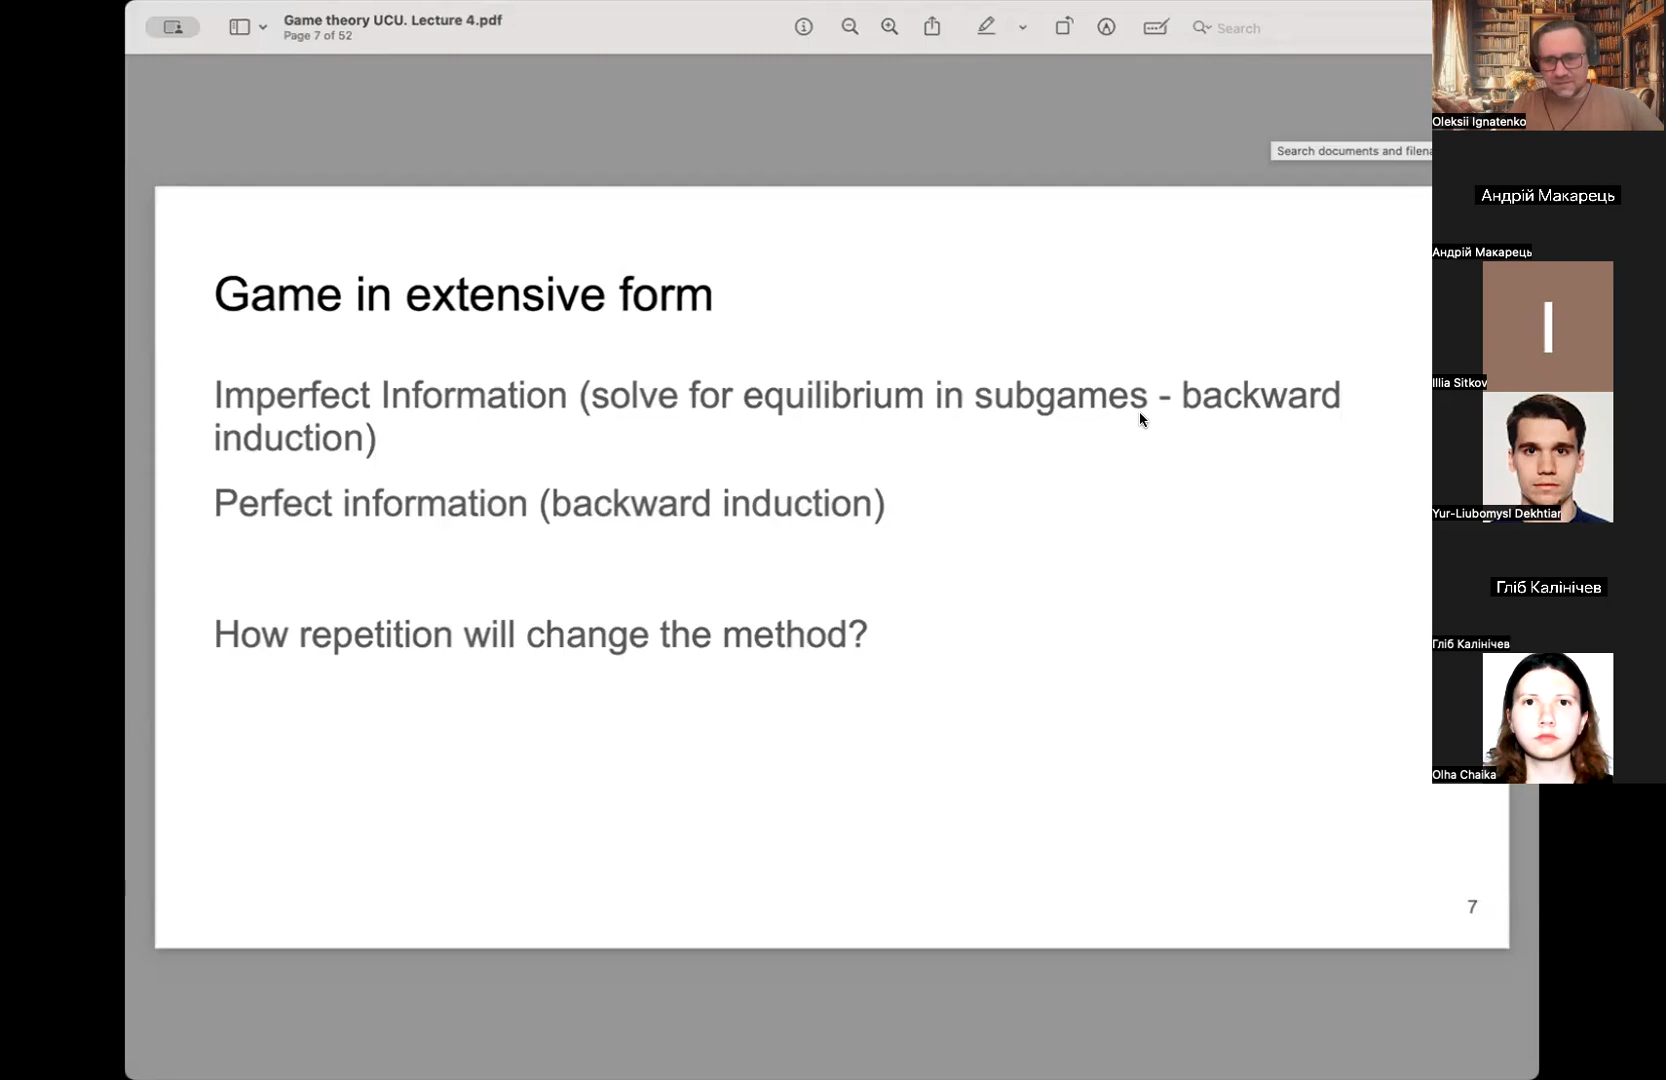 Game theory UCU. Lecture 4.pdf
Page 7 of 52
Search
Search documents and filena
Game in extensive form
Imperfect Information (solve for equilibrium in subgames - backward
induction)
Perfect information (backward induction)
How repetition will change the method?
7
Oleksii Ignatenko
Андрій Макарець
Андрій Макарець
I
Illia Sitkov
Yur-Liubomysl Dekhtiar
Гліб Калінічев
Гліб Калінічев
Olha Chaika